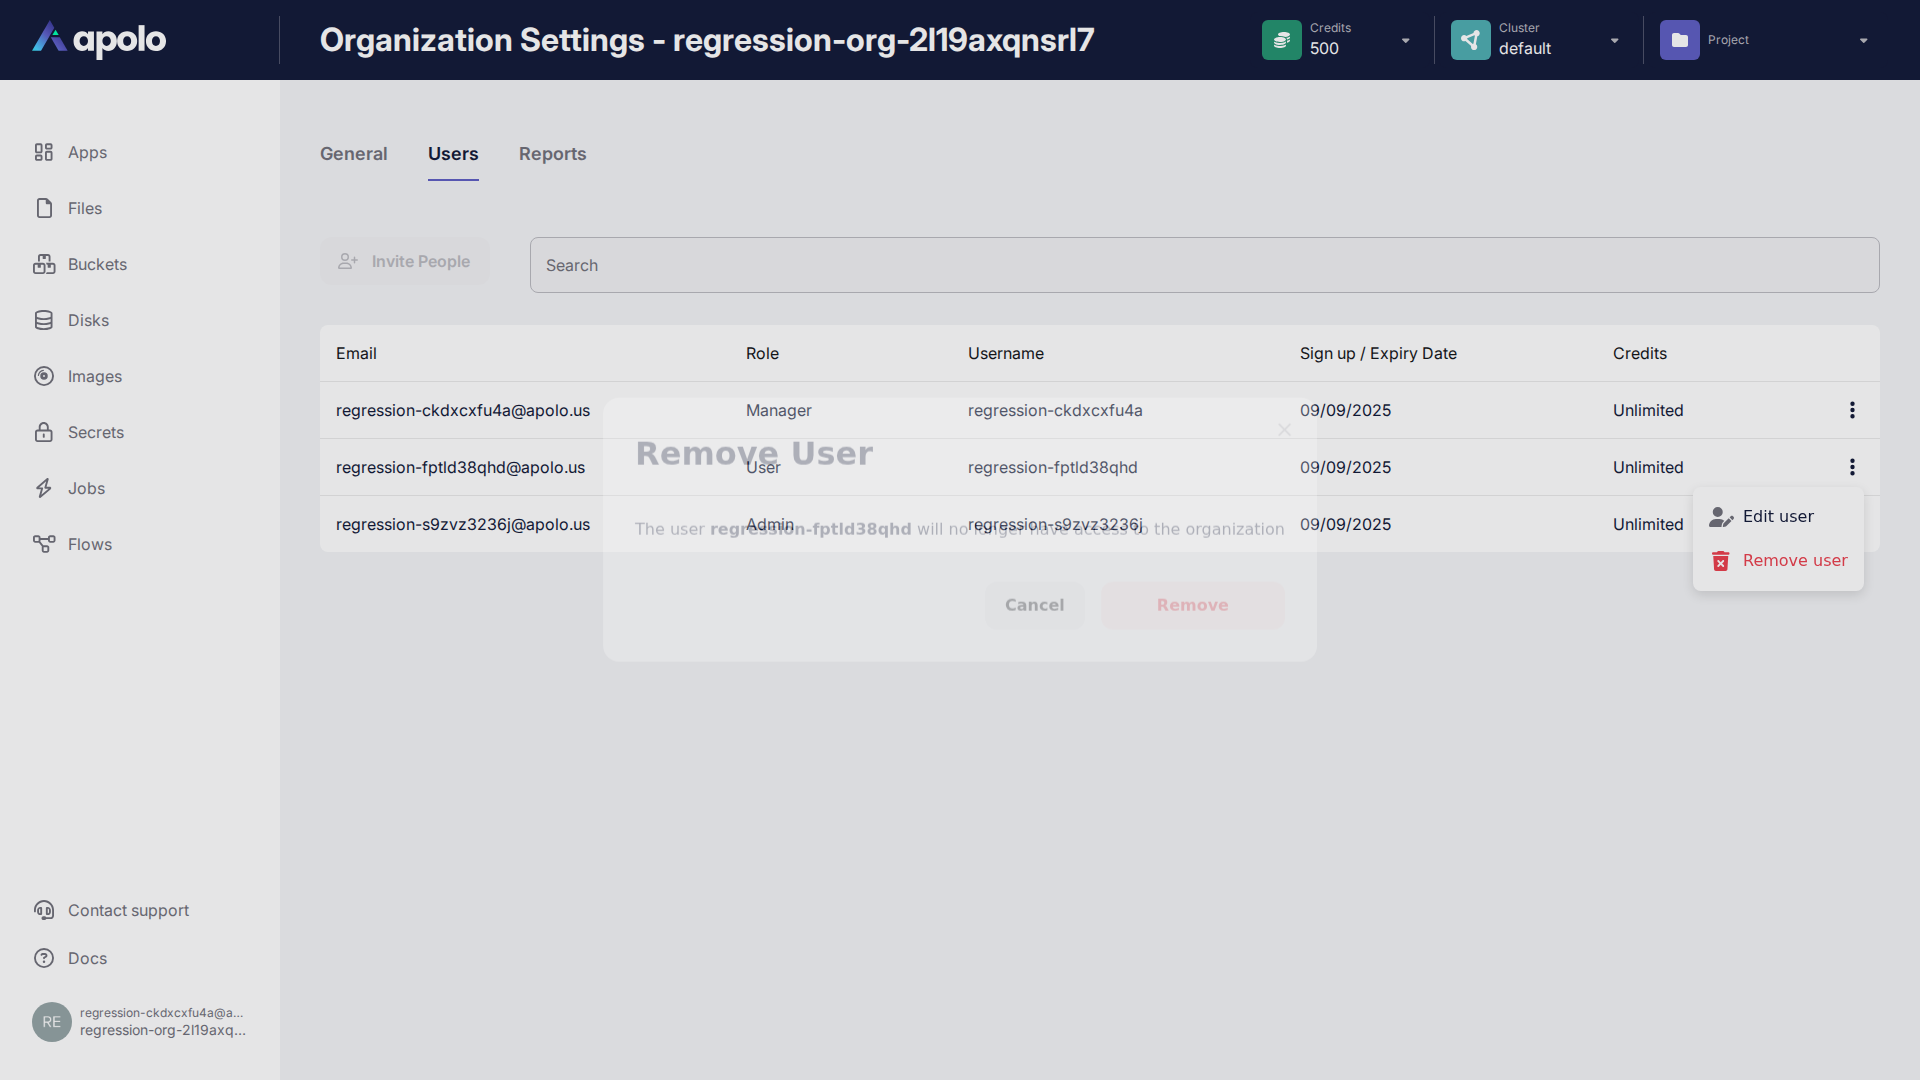 apolo
Organization Settings - regression-org-2l19axqnsrl7
Credits
500
Cluster
default
Project
Apps
Files
Buckets
Disks
Images
Secrets
Jobs
Flows
Contact support
Docs
RE
regression-ckdxcxfu4a@a...
regression-org-2l19axq...
General Users Reports
Invite People
Search
Email Role Username Sign up / Expiry Date Credits
regression-ckdxcxfu4a@apolo.us Manager regression-ckdxcxfu4a 09/09/2025 Unlimited
regression-fptld38qhd@apolo.us User regression-fptld38qhd 09/09/2025 Unlimited
regression-s9zvz3236j@apolo.us Admin regression-s9zvz3236j 09/09/2025 Unlimited
Edit user
Remove user
Remove User
The user regression-fptld38qhd will no longer have access to the organization
Cancel
Remove